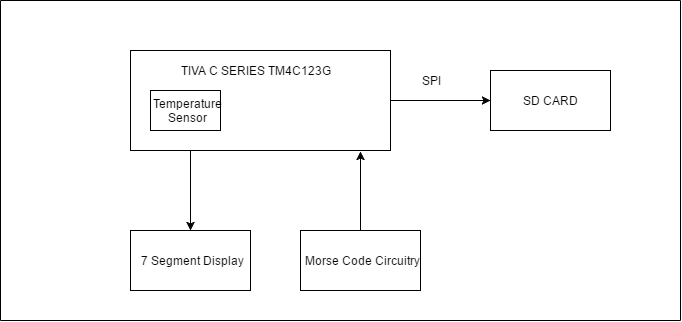 TIVA C SERIES TM4C123G
SPI
Temperature
Sensor
SD CARD
7 Segment Display
Morse Code Circuitry